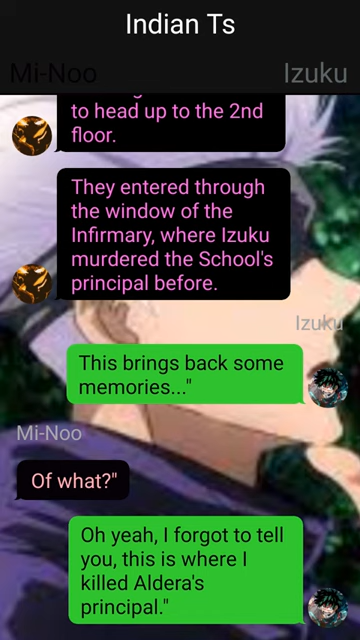 Indian Ts
Mi-Noo Izuku
to head up to the 2nd
floor.
They entered through
the window of the
Infirmary, where Izuku
murdered the School's
principal before.
Izuku
This brings back some
memories..."
Mi-Noo
Of what?"
Oh yeah, I forgot to tell
you, this is where I
killed Aldera's
principal."